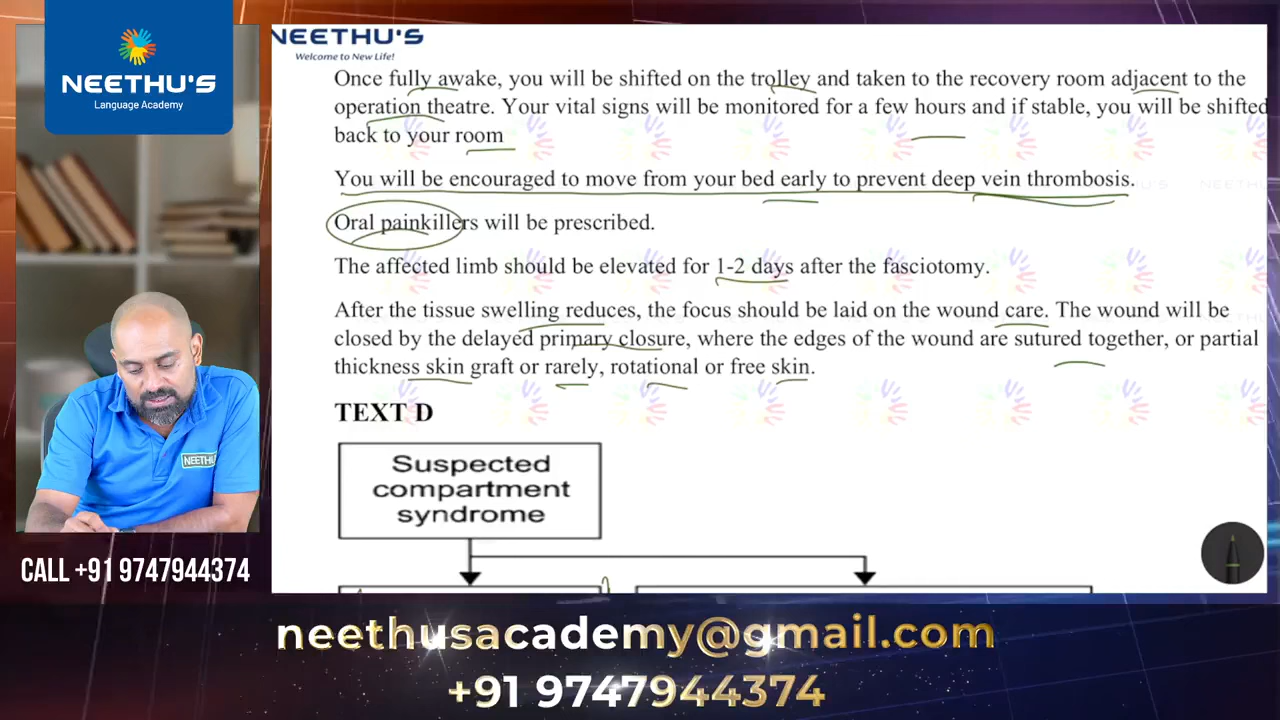 NEETHU'S
Language Academy
NEETHU'S
Welcome to New Life!
Once fully awake, you will be shifted on the trolley and taken to the recovery room adjacent to the
operation theatre. Your vital signs will be monitored for a few hours and if stable, you will be shifted
back to your room
You will be encouraged to move from your bed early to prevent deep vein thrombosis.
Oral painkillers will be prescribed.
The affected limb should be elevated for 1-2 days after the fasciotomy.
After the tissue swelling reduces, the focus should be laid on the wound care. The wound will be
closed by the delayed primary closure, where the edges of the wound are sutured together, or partial
thickness skin graft or rarely, rotational or free skin.
TEXT D
Suspected
compartment
syndrome
NEETHU'S
CALL +91 9747944374
neethusacademy@gmail.com
+91 9747944374